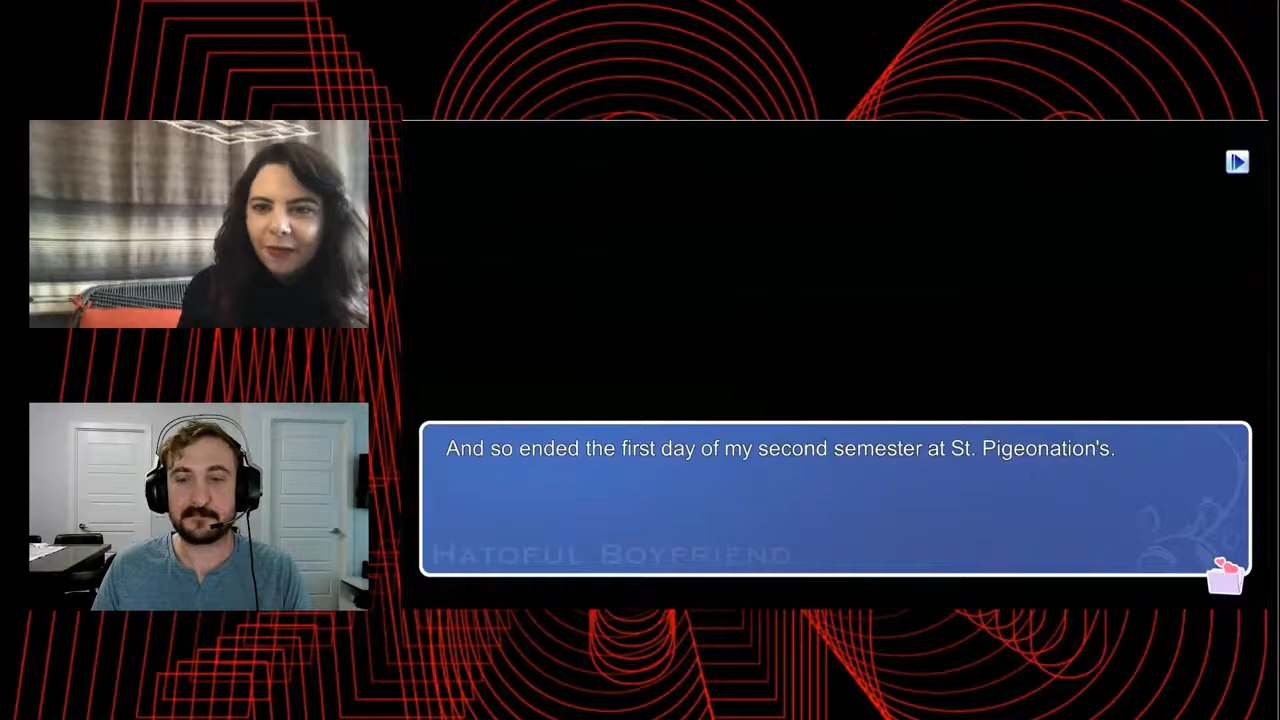 And so ended the first day of my second semester at St. Pigeonation's.
HATOFUL BOYFRIEND